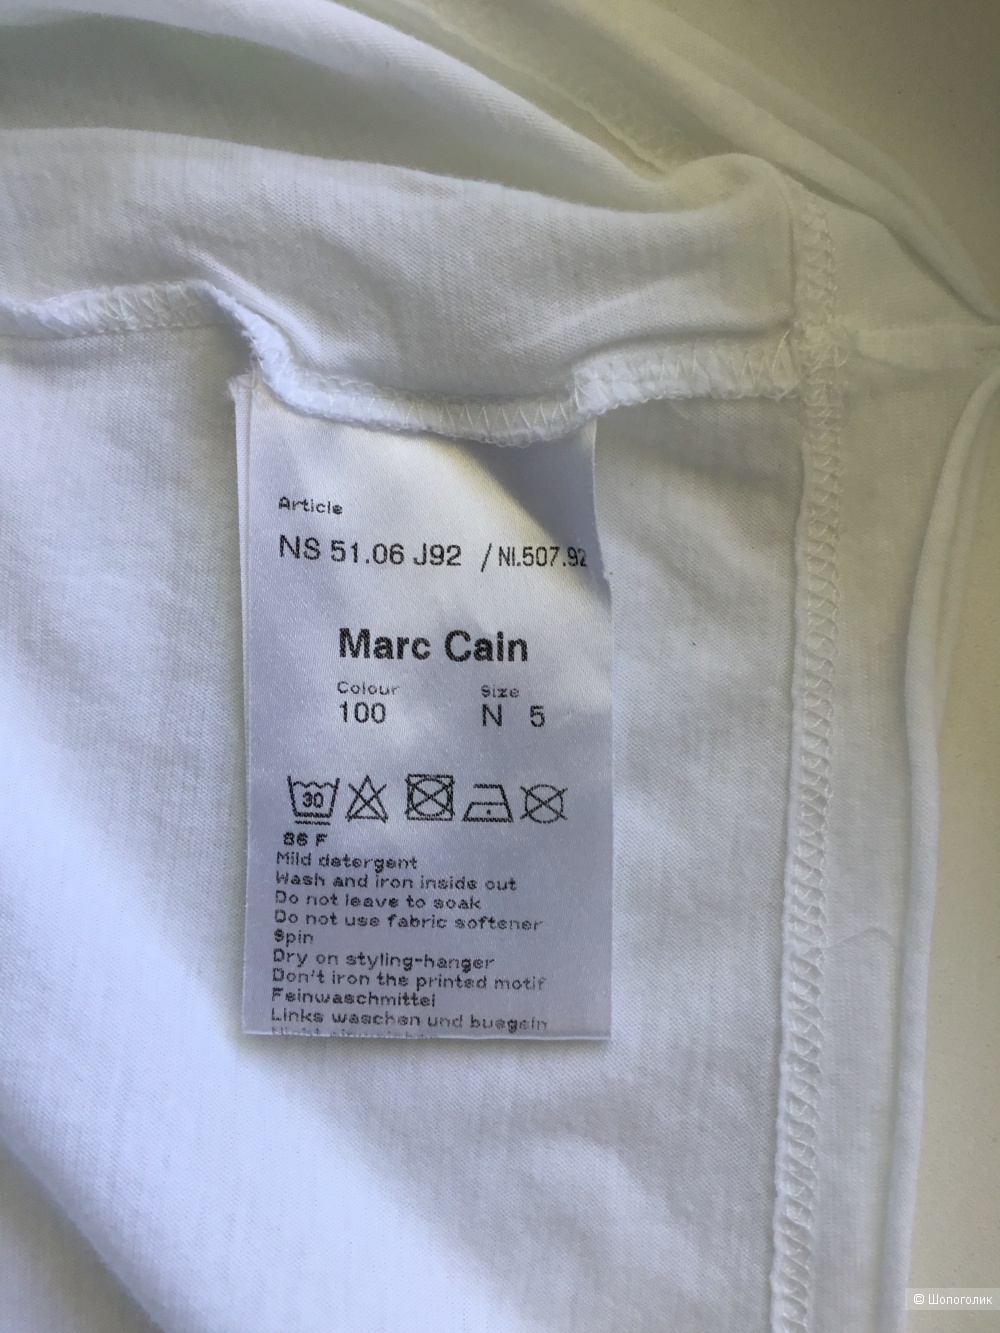 Article
NS 51.06 J92 / NI.507.92
Marc Cain
Colour Size
100 N 5
30
86 F
Mild detergent
Wash and iron inside out
Do not leave to soak
Do not use fabric softener
Spin
Dry on styling-hanger
Don't iron the printed motif
Feinwaschmittel
Links waschen und buegeln
© Шопоголик